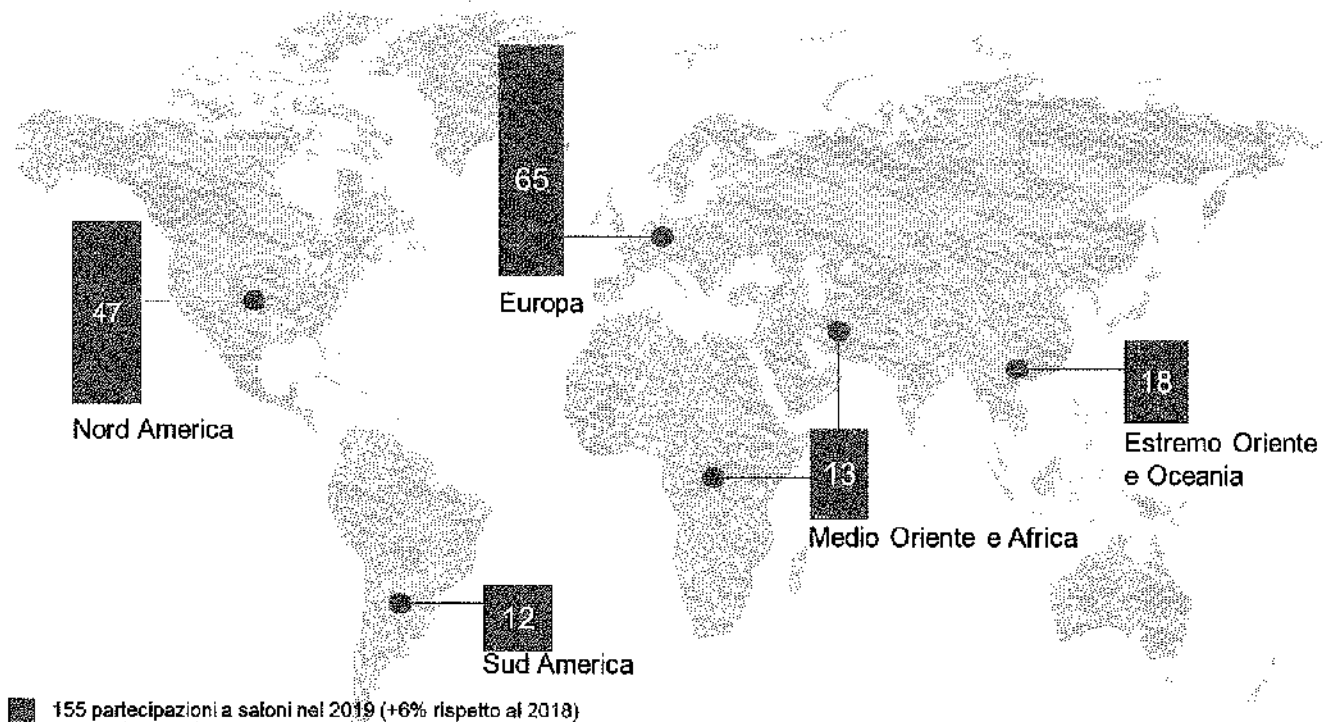 65
Europa
47
Nord America
18
Estremo Oriente
e Oceania
13
Medio Oriente e Africa
12
Sud America
155 partecipazioni a saloni nel 2019 (+6% rispetto al 2018)